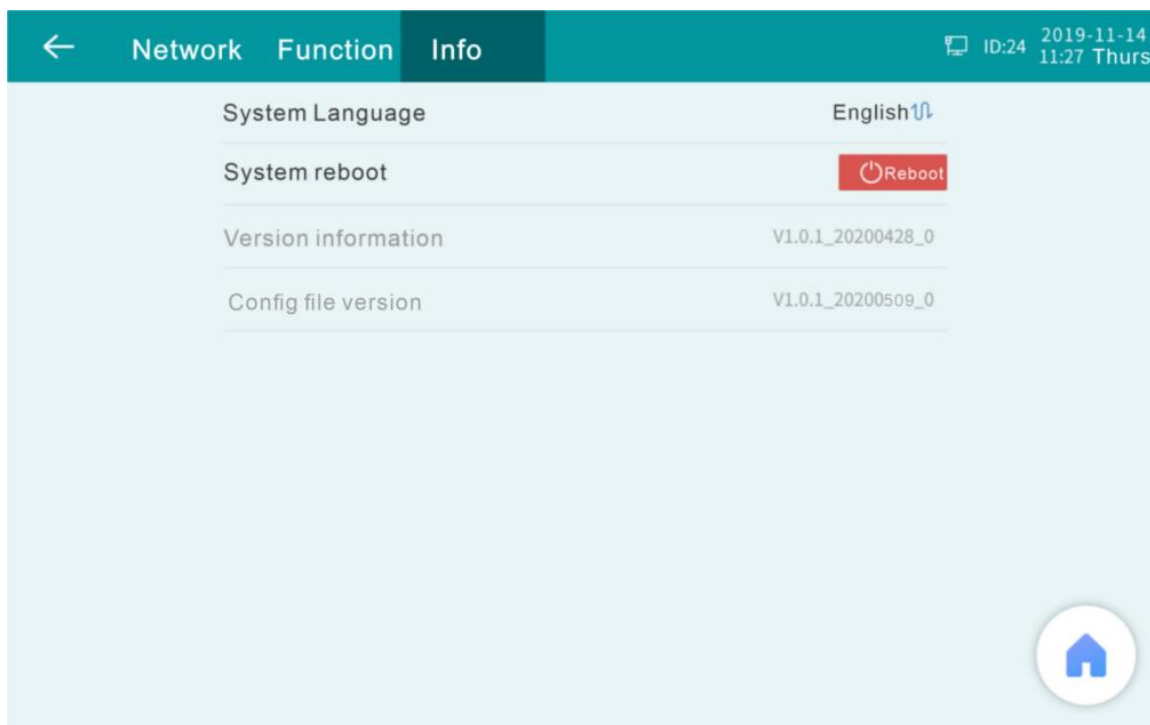 Network Function Info ID:24 2019-11-14
11:27 Thurs
System Language English
System reboot Reboot
Version information V1.0.1_20200428_0
Config file version V1.0.1_20200509_0